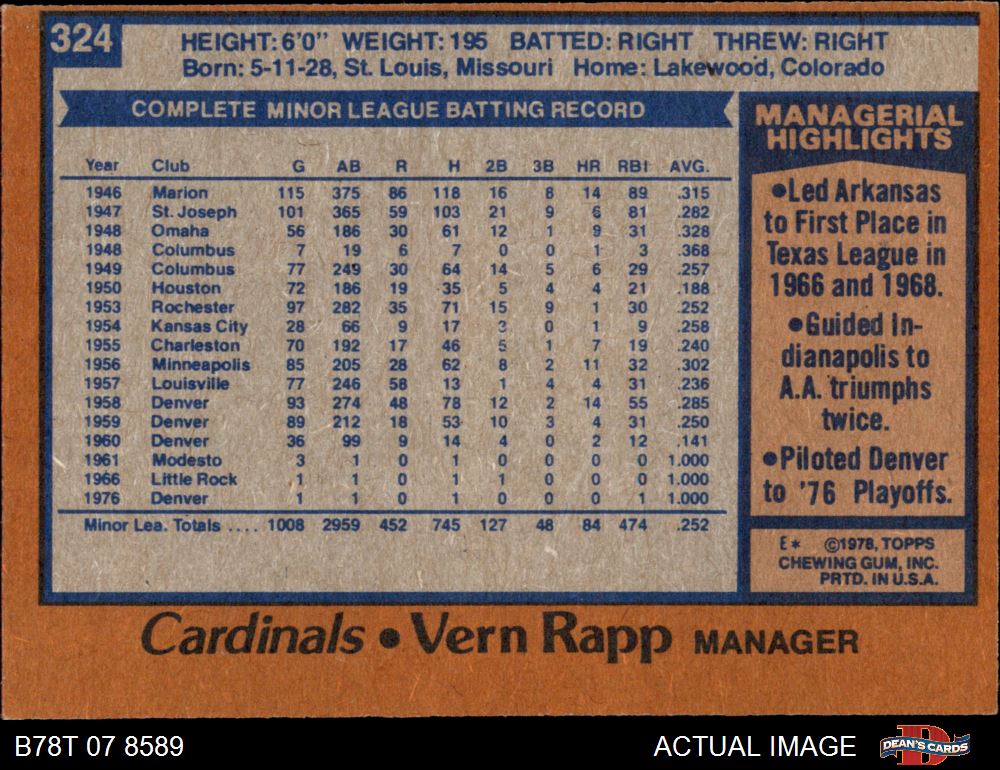 324
HEIGHT: 6'0" WEIGHT: 195 BATTED: RIGHT THREW: RIGHT
Born: 5-11-28, St. Louis, Missouri Home: Lakewood, Colorado
COMPLETE MINOR LEAGUE BATTING RECORD
Year Club G AB R H 2B 3B HR RBI AVG.
1946 Marion 115 375 86 118 16 8 14 89 .315
1947 St. Joseph 101 365 59 103 21 9 6 81 .282
1948 Omaha 56 186 30 61 12 1 9 31 .328
1948 Columbus 7 19 6 7 0 0 1 3 .368
1949 Columbus 77 249 30 64 14 5 6 29 .257
1950 Houston 72 186 19 35 5 4 4 21 .188
1953 Rochester 97 282 35 71 15 9 1 30 .252
1954 Kansas City 28 66 9 17 3 0 1 9 .258
1955 Charleston 70 192 17 46 5 1 7 19 .240
1956 Minneapolis 85 205 28 62 8 2 11 32 .302
1957 Louisville 77 246 58 13 1 4 4 31 .236
1958 Denver 93 274 48 78 12 2 14 55 .285
1959 Denver 89 212 18 53 10 3 4 31 .250
1960 Denver 36 99 9 14 4 0 2 12 .141
1961 Modesto 3 1 0 1 0 0 0 0 1.000
1966 Little Rock 1 1 0 1 1 0 0 0 1.000
1976 Denver 1 1 0 1 0 0 0 1 1.000
Minor Lea. Totals .... 1008 2959 452 745 127 48 84 474 .252
MANAGERIAL
HIGHLIGHTS
•Led Arkansas
to First Place in
Texas League in
1966 and 1968.
•Guided In-
dianapolis to
A.A. triumphs
twice.
•Piloted Denver
to '76 Playoffs.
E* ©1978, TOPPS
CHEWING GUM, INC.
PRTD. IN U.S.A.
Cardinals • Vern Rapp MANAGER
B78T 07 8589
ACTUAL IMAGE
DEAN'S CARDS